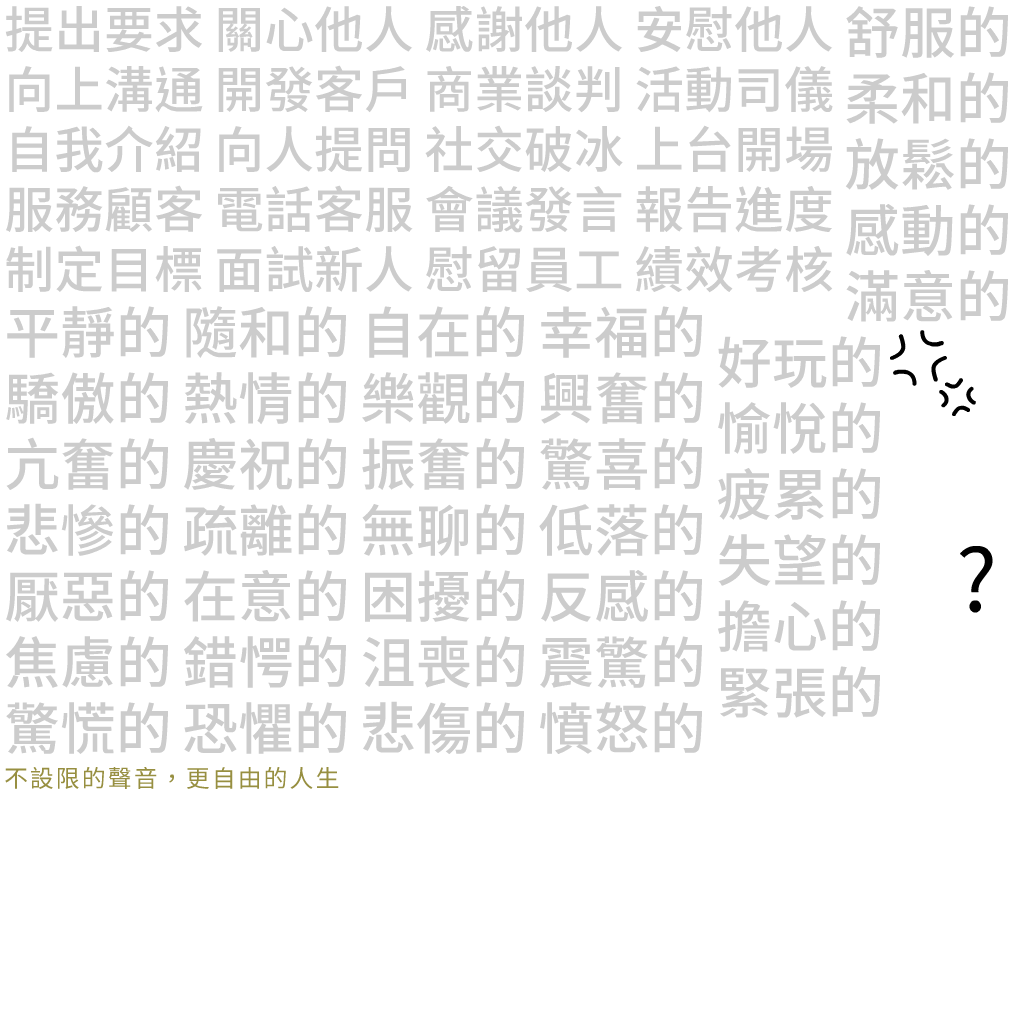 提出要求 關心他人 感謝他人 安慰他人 舒服的
向上溝通 開發客戶 商業談判 活動司儀 柔和的
自我介紹 向人提問 社交破冰 上台開場 放鬆的
服務顧客 電話客服 會議發言 報告進度 感動的
制定目標 面試新人 慰留員工 績效考核 滿意的
平靜的 隨和的 自在的 幸福的 好玩的
驕傲的 熱情的 樂觀的 興奮的 愉悅的
亢奮的 慶祝的 振奮的 驚喜的 疲累的
悲慘的 疏離的 無聊的 低落的 失望的
厭惡的 在意的 困擾的 反感的 擔心的
?
焦慮的 錯愕的 沮喪的 震驚的 緊張的
驚慌的 恐懼的 悲傷的 憤怒的
不設限的聲音，更自由的人生